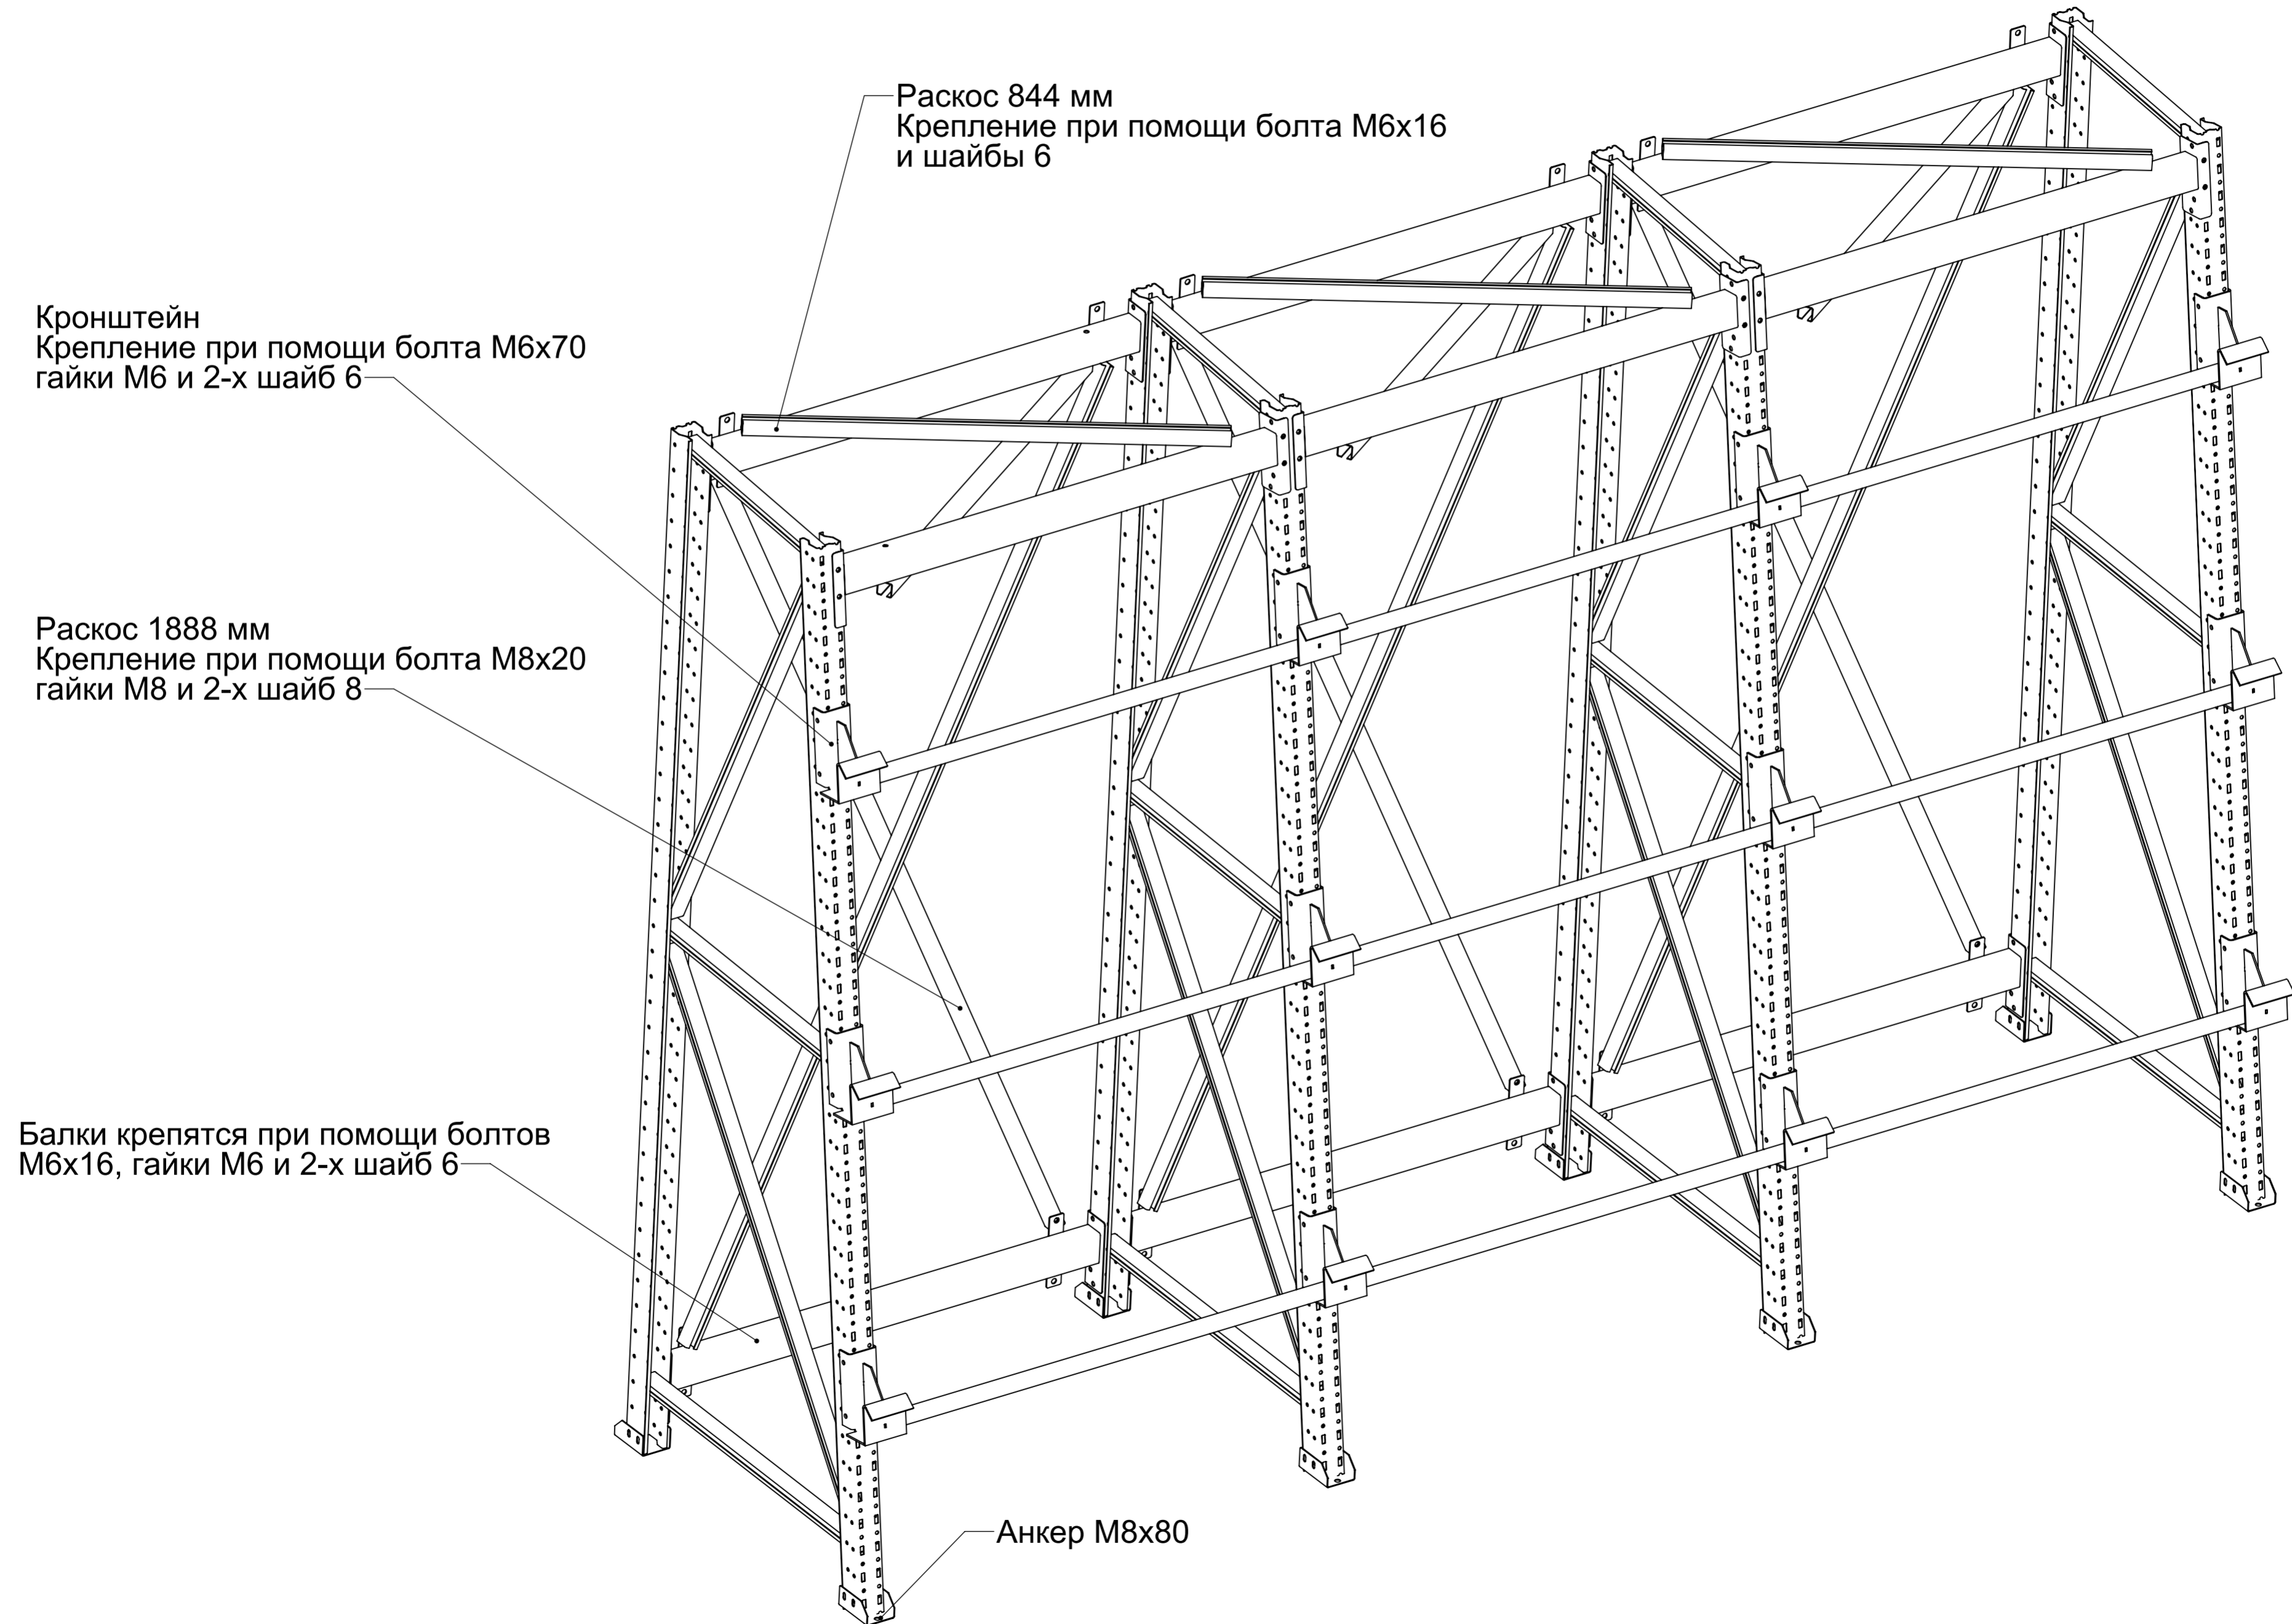 Раскос 844 мм
Крепление при помощи болта М6х16
и шайбы 6
Кронштейн
Крепление при помощи болта М6х70
гайки М6 и 2-х шайб 6
Раскос 1888 мм
Крепление при помощи болта М8х20
гайки М8 и 2-х шайб 8
Балки крепятся при помощи болтов
М6х16, гайки М6 и 2-х шайб 6
Анкер М8х80